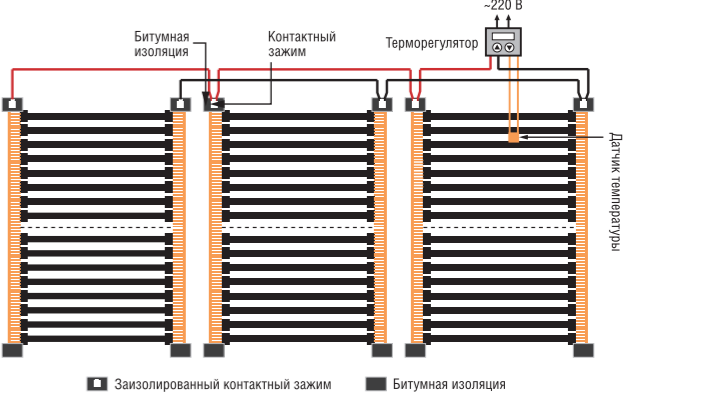 ~220 В
Битумная
изоляция
Контактный
зажим
Терморегулятор
Датчик температуры
Заизолированный контактный зажим
Битумная изоляция